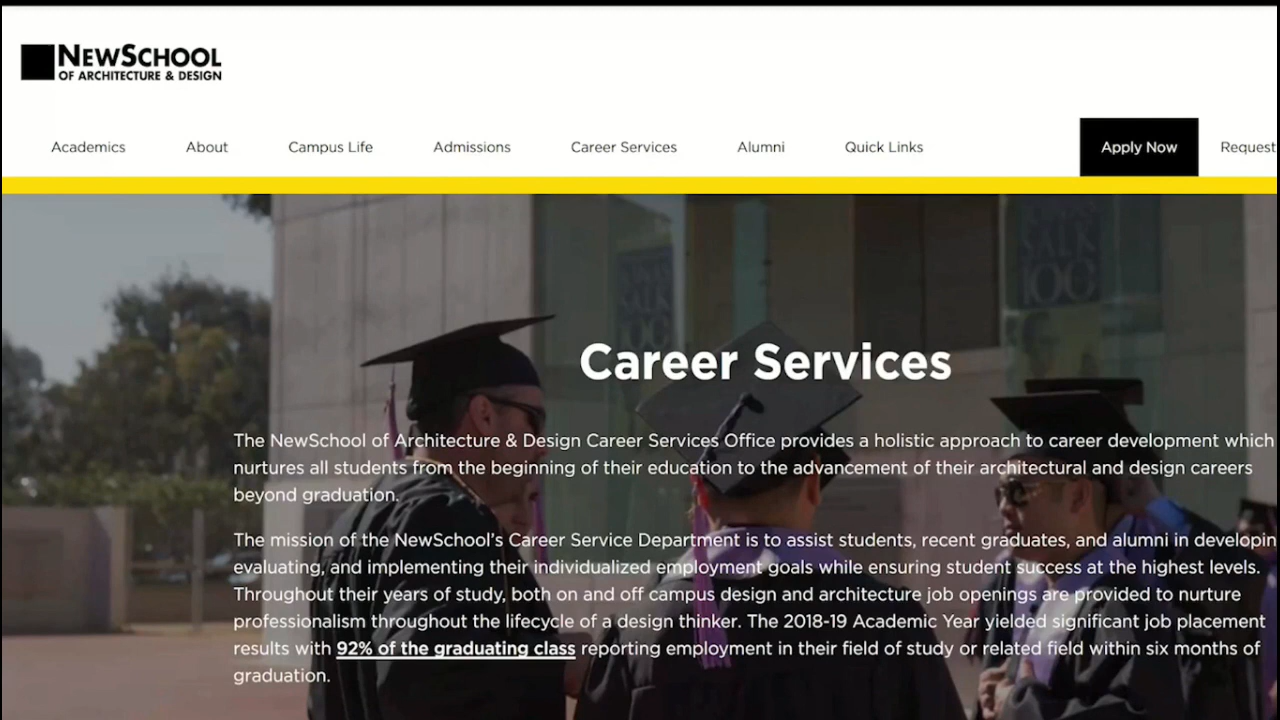 NEWSCHOOL
OF ARCHITECTURE & DESIGN
Academics About Campus Life Admissions Career Services Alumni Quick Links Apply Now Request
SALK
100
SALK
100
Career Services
The NewSchool of Architecture & Design Career Services Office provides a holistic approach to career development which
nurtures all students from the beginning of their education to the advancement of their architectural and design careers
beyond graduation.
The mission of the NewSchool's Career Service Department is to assist students, recent graduates, and alumni in developin
evaluating, and implementing their individualized employment goals while ensuring student success at the highest levels.
Throughout their years of study, both on and off campus design and architecture job openings are provided to nurture
professionalism throughout the lifecycle of a design thinker. The 2018-19 Academic Year yielded significant job placement
results with 92% of the graduating class reporting employment in their field of study or related field within six months of
graduation.